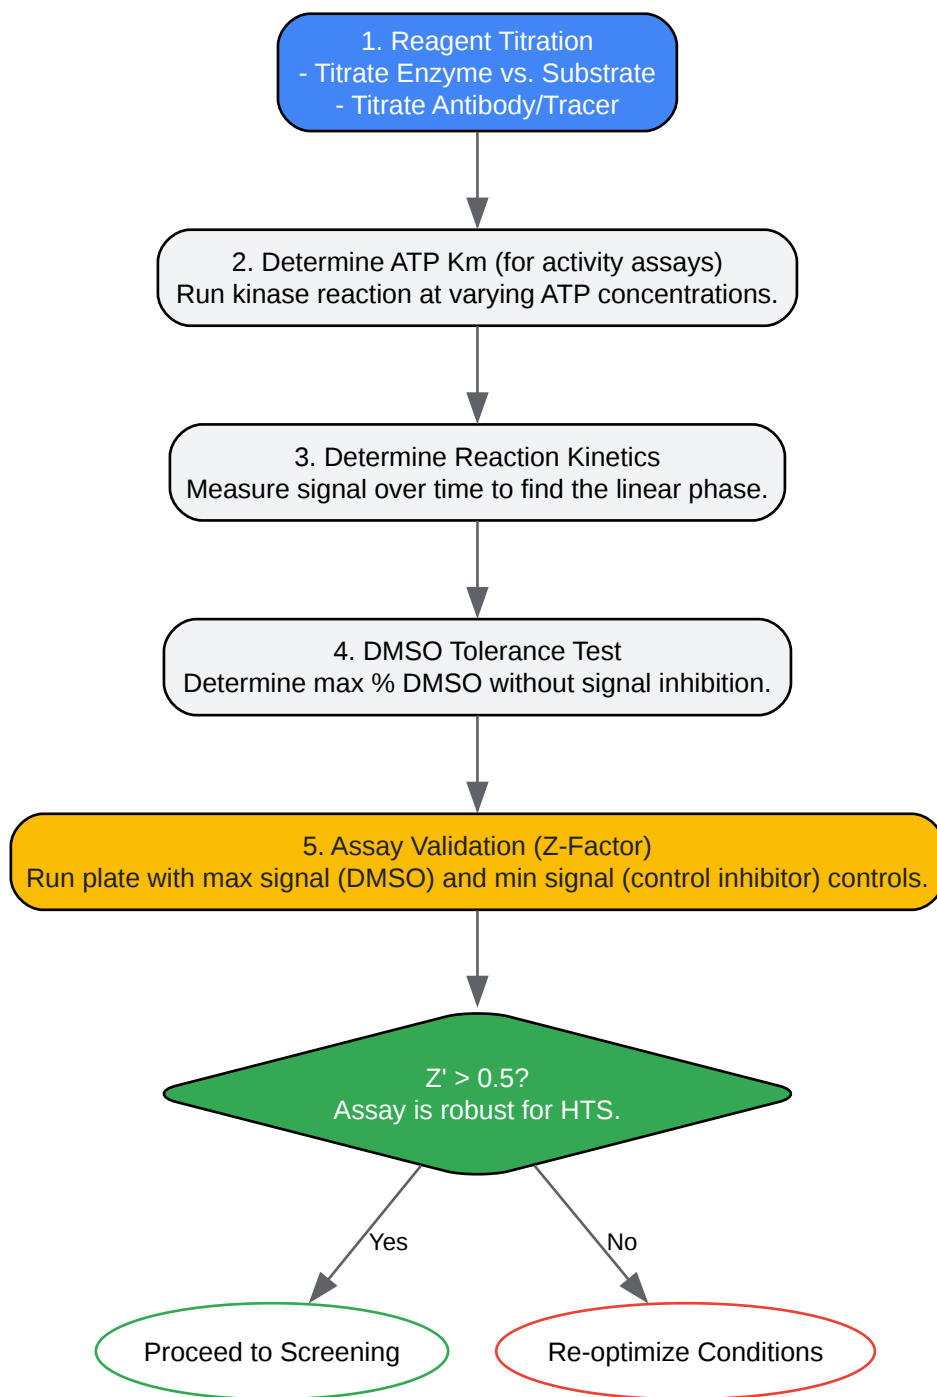 1. Reagent Titration
- Titrate Enzyme vs. Substrate
- Titrate Antibody/Tracer
2. Determine ATP Km (for activity assays)
Run kinase reaction at varying ATP concentrations.
3. Determine Reaction Kinetics
Measure signal over time to find the linear phase.
4. DMSO Tolerance Test
Determine max % DMSO without signal inhibition.
5. Assay Validation (Z-Factor)
Run plate with max signal (DMSO) and min signal (control inhibitor) controls.
Z' > 0.5?
Assay is robust for HTS.
Yes
No
Proceed to Screening
Re-optimize Conditions